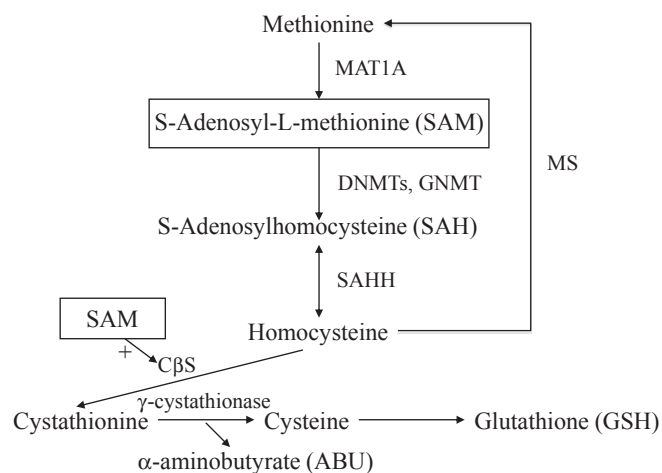 Methionine
MAT1A
S-Adenosyl-L-methionine (SAM)
DNMTs, GNMT
MS
S-Adenosylhomocysteine (SAH)
SAHH
SAM
Homocysteine
+
CβS
γ-cystathionase
Cystathionine
Cysteine
Glutathione (GSH)
α-aminobutyrate (ABU)